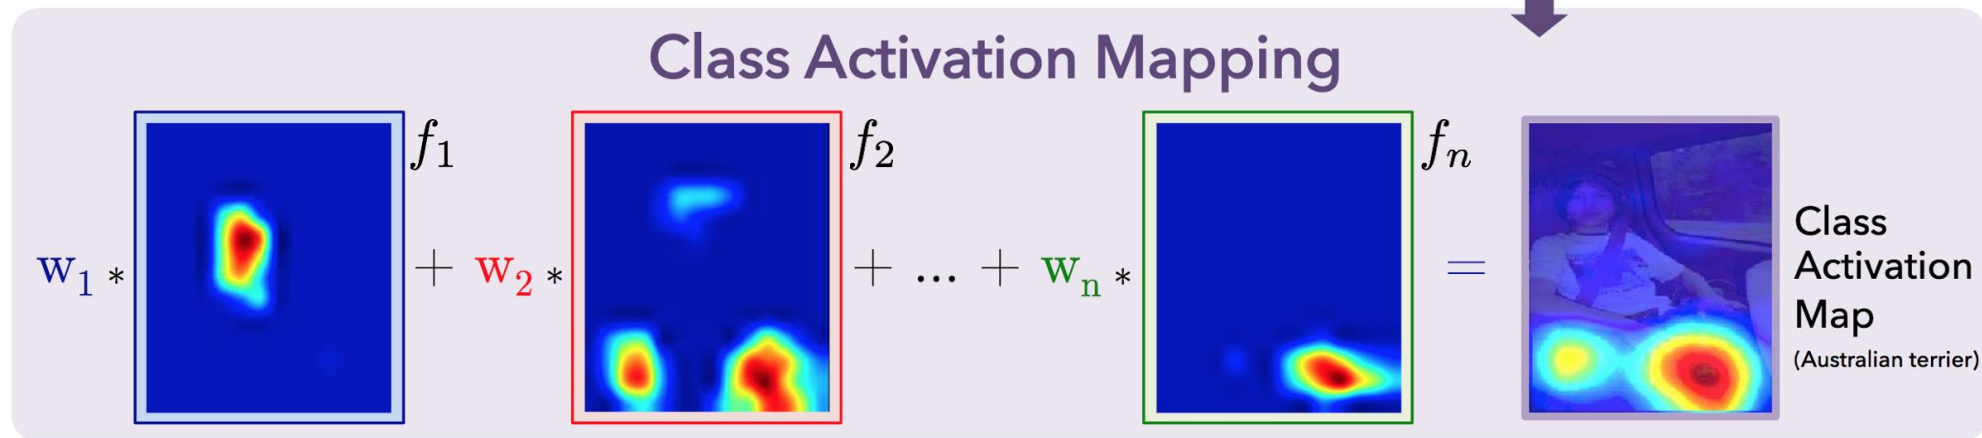 Class Activation Mapping
w₁ * f₁ + w₂ * f₂ + ... + wₙ * fₙ =
Class
Activation
Map
(Australian terrier)